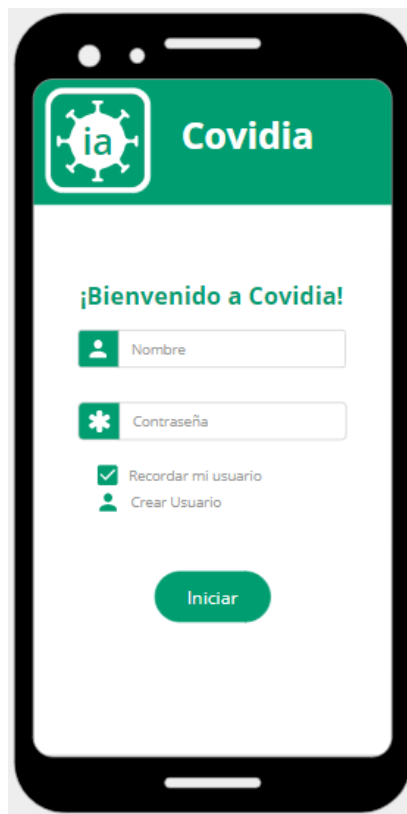 ia
Covidia
¡Bienvenido a Covidia!
Nombre
Contraseña
Recordar mi usuario
Crear Usuario
Iniciar